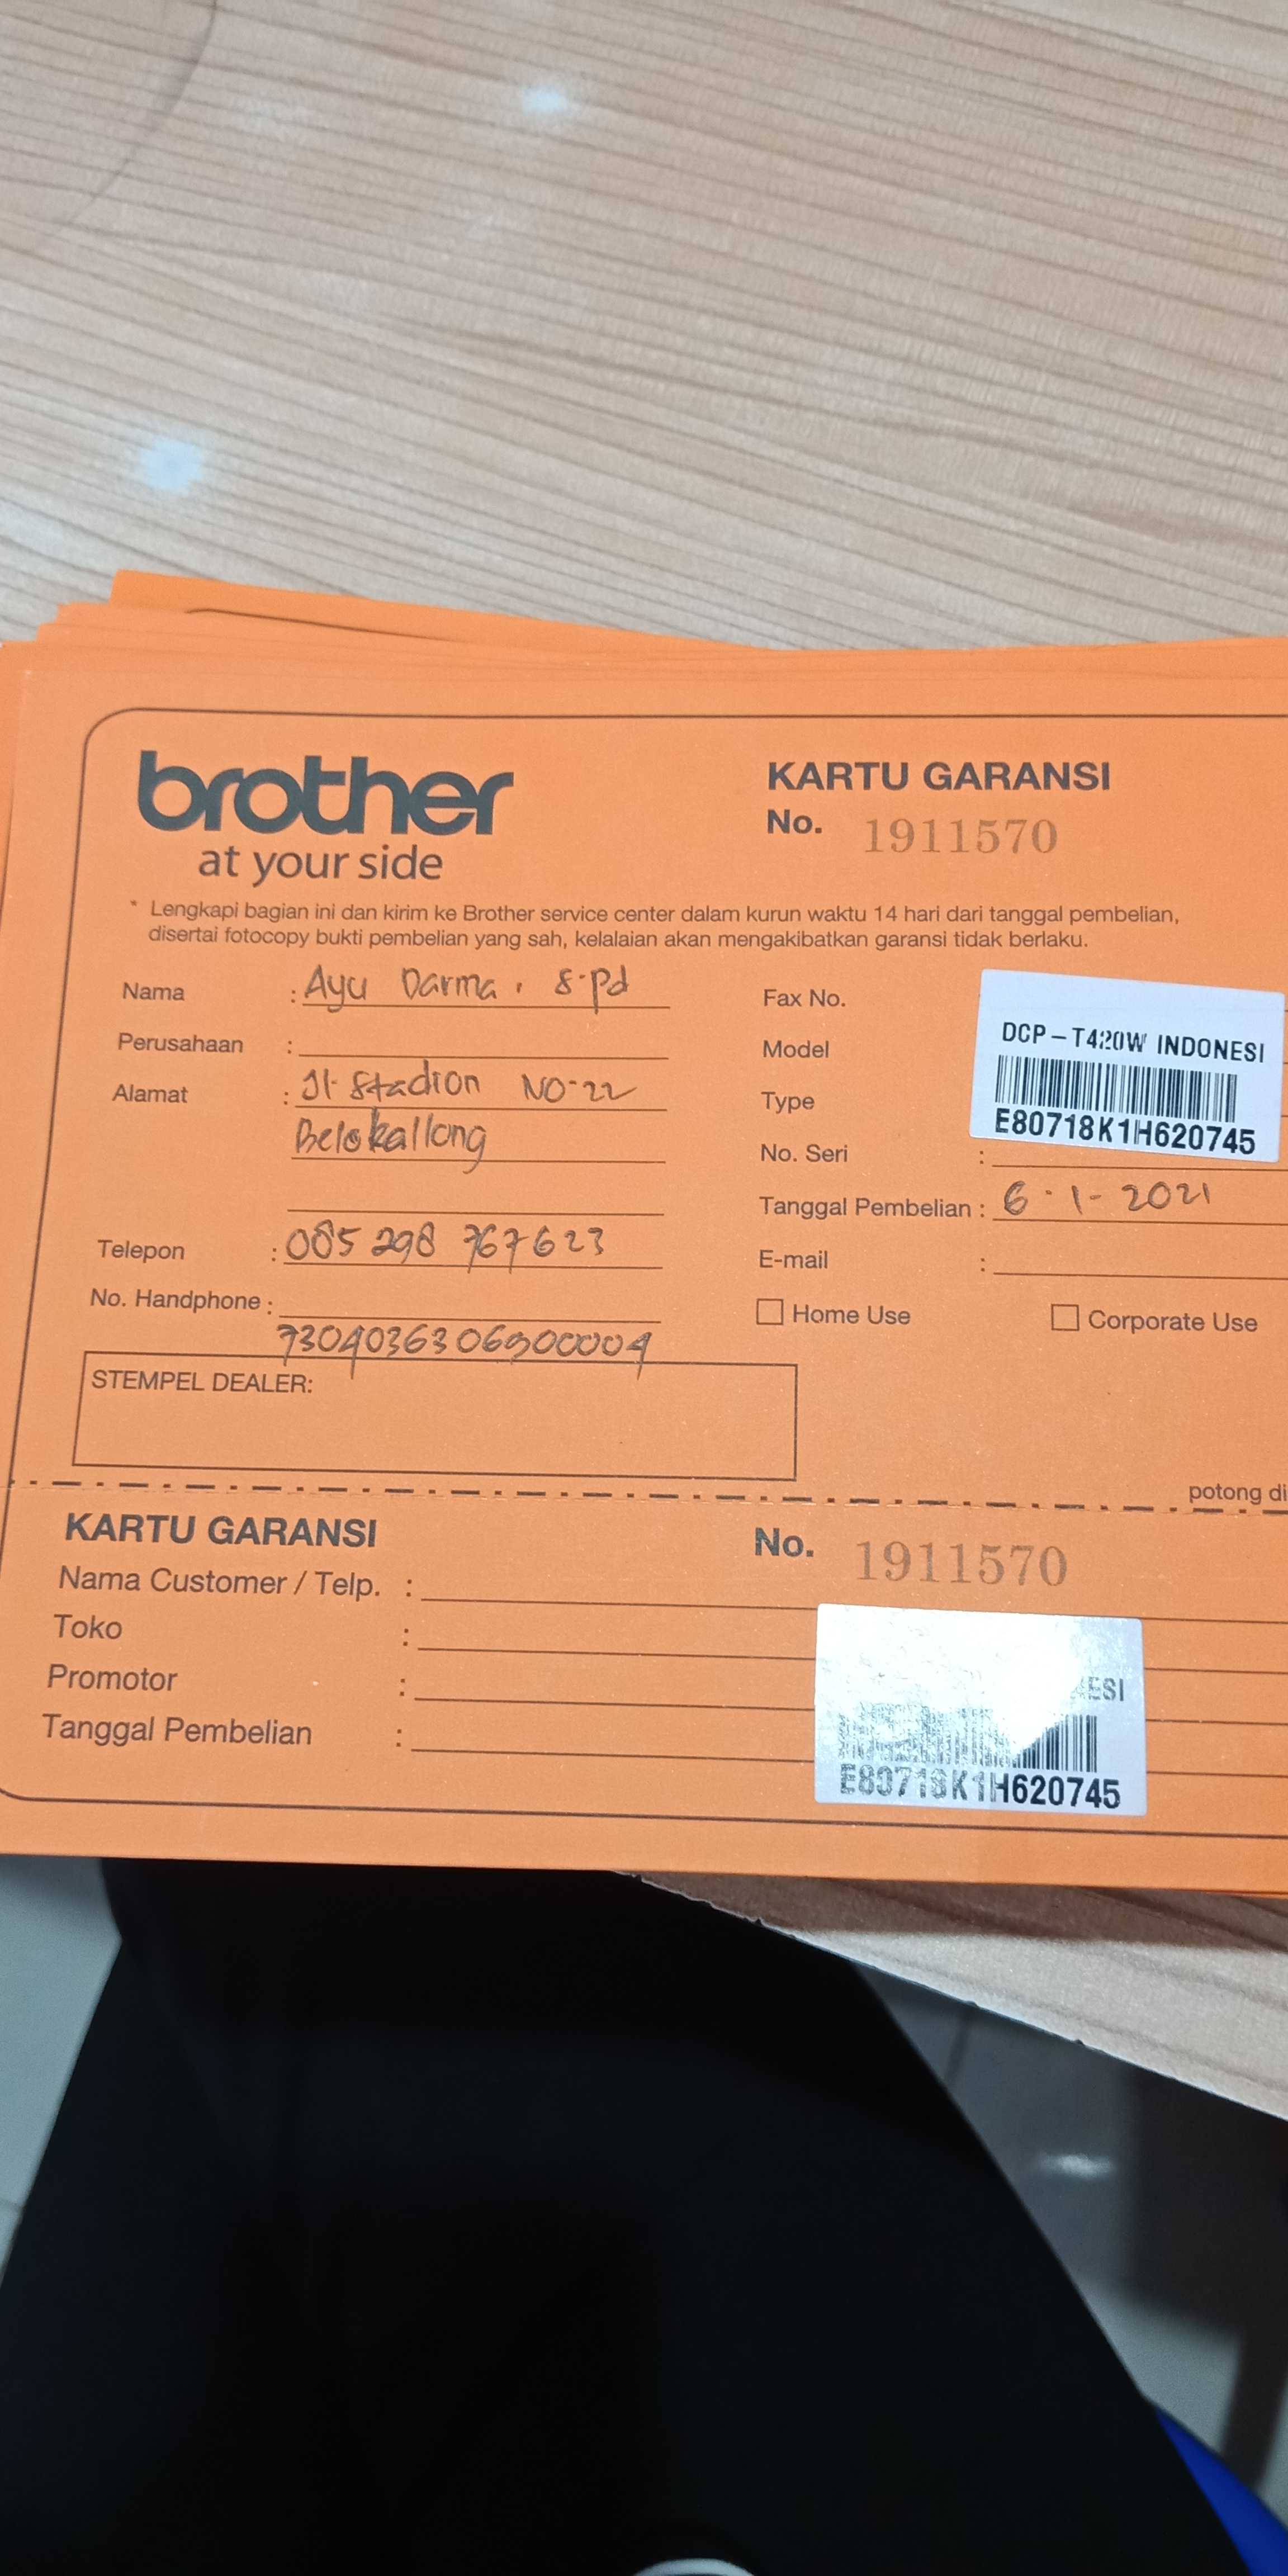 brother
at your side
KARTU GARANSI
No. 1911570
* Lengkapi bagian ini dan kirim ke Brother service center dalam kurun waktu 14 hari dari tanggal pembelian,
disertai fotocopy bukti pembelian yang sah, kelalaian akan mengakibatkan garansi tidak berlaku.
Nama : Ayu Darma, S.pd
Perusahaan :
Alamat : Jl. Stadion NO-22
Belokallong
Telepon : 085 298 767623
No. Handphone :
7304036306900004
STEMPEL DEALER:
Fax No.
Model
Type
No. Seri :
DCP-T420W INDONESI
E80718K1H620745
Tanggal Pembelian : 6-1-2021
E-mail :
Home Use
Corporate Use
potong di
KARTU GARANSI
No. 1911570
Nama Customer / Telp. :
Toko :
Promotor :
Tanggal Pembelian :
ESI
E80718K1H620745